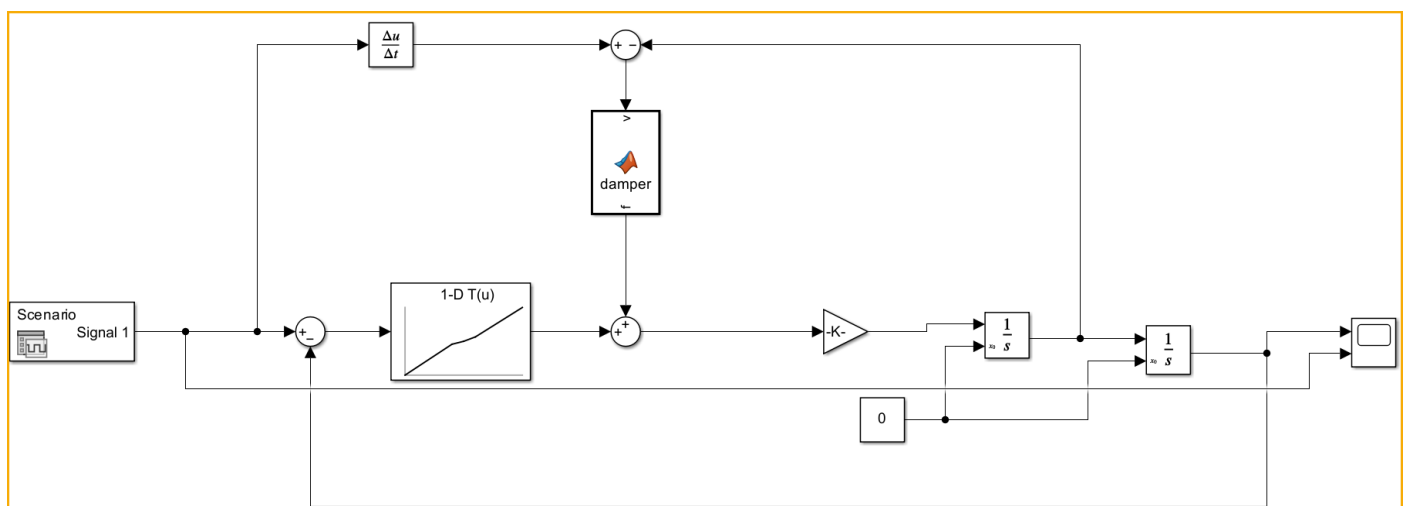 Δu
Δt
+ −
v
damper
f
Scenario
Signal 1
+
−
1-D T(u)
+
+
-K-
1
s
x₀
1
s
x₀
0